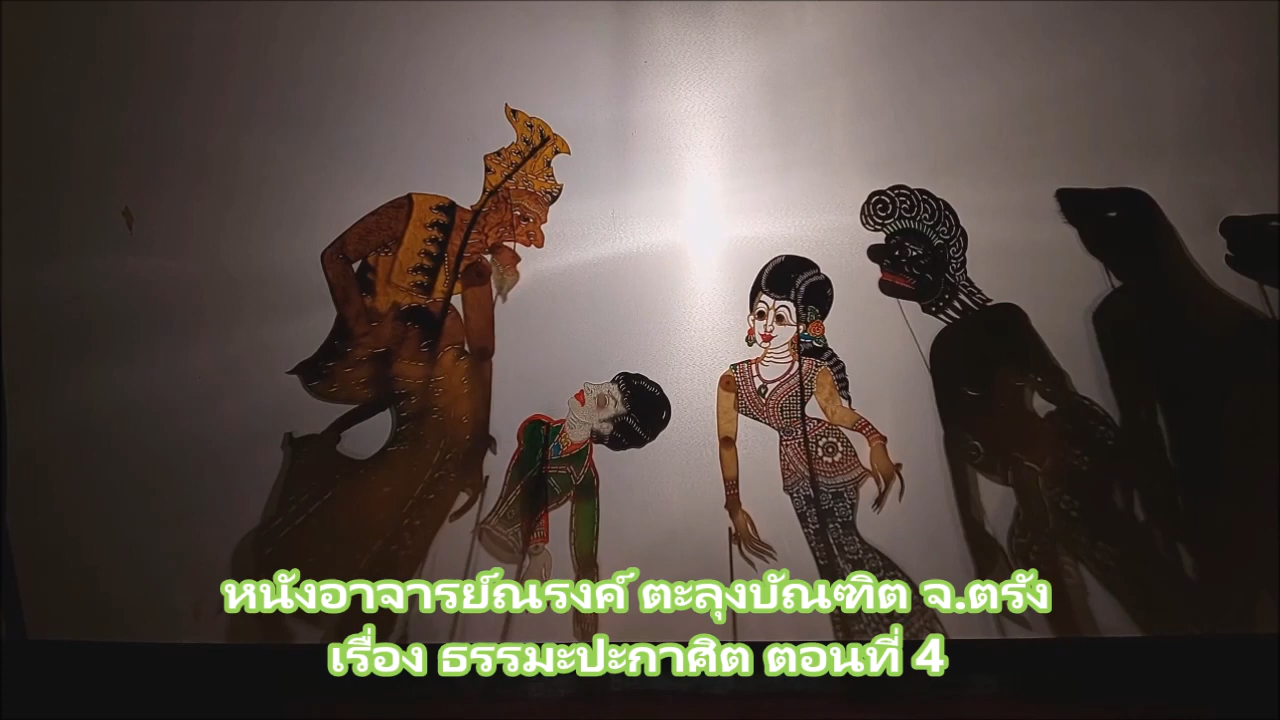 หนังอาจารย์ณรงค์ ตะลุงบัณฑิต จ.ตรัง
เรื่อง ธรรมะปะกาศิต ตอนที่ 4